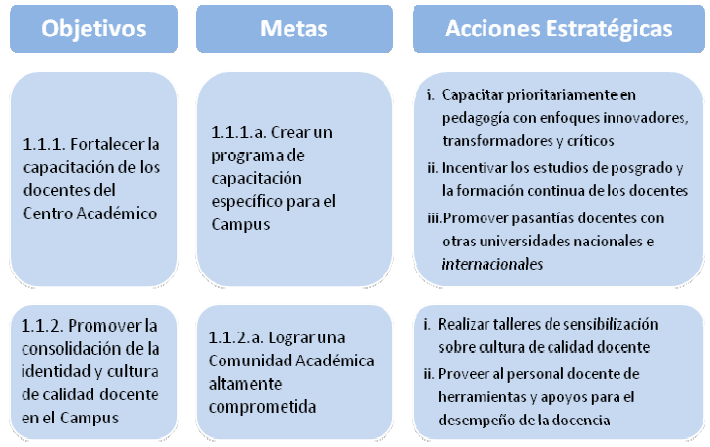 Objetivos
Metas
Acciones Estratégicas
1.1.1. Fortalecer la
capacitación de los
docentes del
Centro Académico
1.1.1.a. Crear un
programa de
capacitación
específico para el
Campus
i. Capacitar prioritariamente en
pedagogía con enfoques innovadores,
transformadores y críticos
ii. Incentivar los estudios de posgrado y
la formación continua de los docentes
iii.Promover pasantías docentes con
otras universidades nacionales e
internacionales
1.1.2. Promover la
consolidación de la
identidad y cultura
de calidad docente
en el Campus
1.1.2.a. Lograr una
Comunidad Académica
altamente
comprometida
i. Realizar talleres de sensibilización
sobre cultura de calidad docente
ii. Proveer al personal docente de
herramientas y apoyos para el
desempeño de la docencia